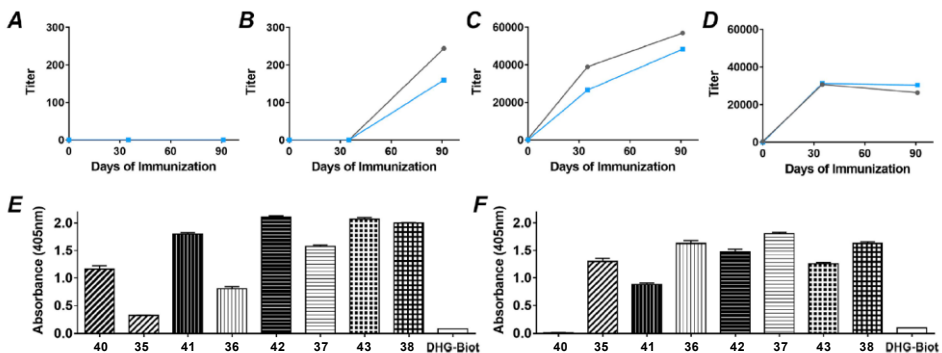 A
300
200
100
0
Titer
0 30 60 90
Days of Immunization
B
300
200
100
0
Titer
0 30 60 90
Days of Immunization
C
60000
40000
20000
0
Titer
0 30 60 90
Days of Immunization
D
60000
40000
20000
0
Titer
0 30 60 90
Days of Immunization
E
Absorbance (405nm)
2.0
1.5
1.0
0.5
0.0
40 35 41 36 42 37 43 38 DHG-Biot
F
Absorbance (405nm)
2.0
1.5
1.0
0.5
0.0
40 35 41 36 42 37 43 38 DHG-Biot